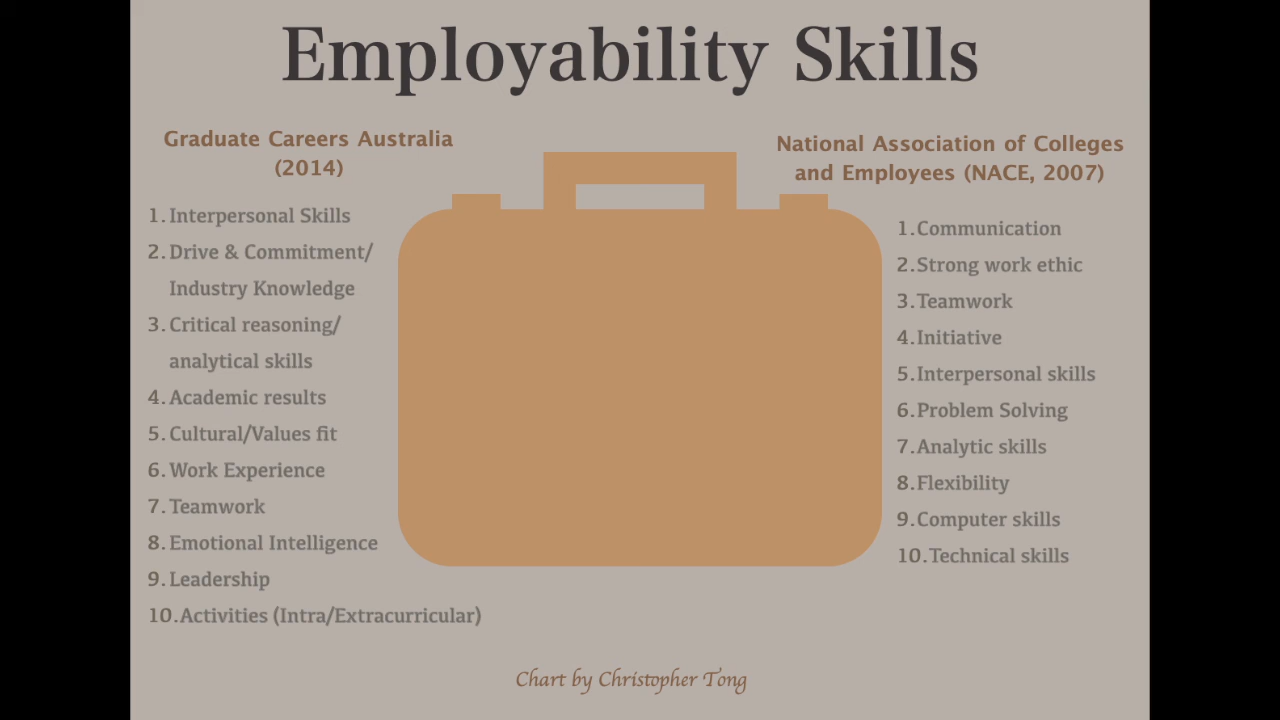 Employability Skills
Graduate Careers Australia
(2014)
1. Interpersonal Skills
2. Drive & Commitment/
Industry Knowledge
3. Critical reasoning/
analytical skills
4. Academic results
5. Cultural/Values fit
6. Work Experience
7. Teamwork
8. Emotional Intelligence
9. Leadership
10. Activities (Intra/Extracurricular)
National Association of Colleges
and Employees (NACE, 2007)
1. Communication
2. Strong work ethic
3. Teamwork
4. Initiative
5. Interpersonal skills
6. Problem Solving
7. Analytic skills
8. Flexibility
9. Computer skills
10. Technical skills
Chart by Christopher Tong